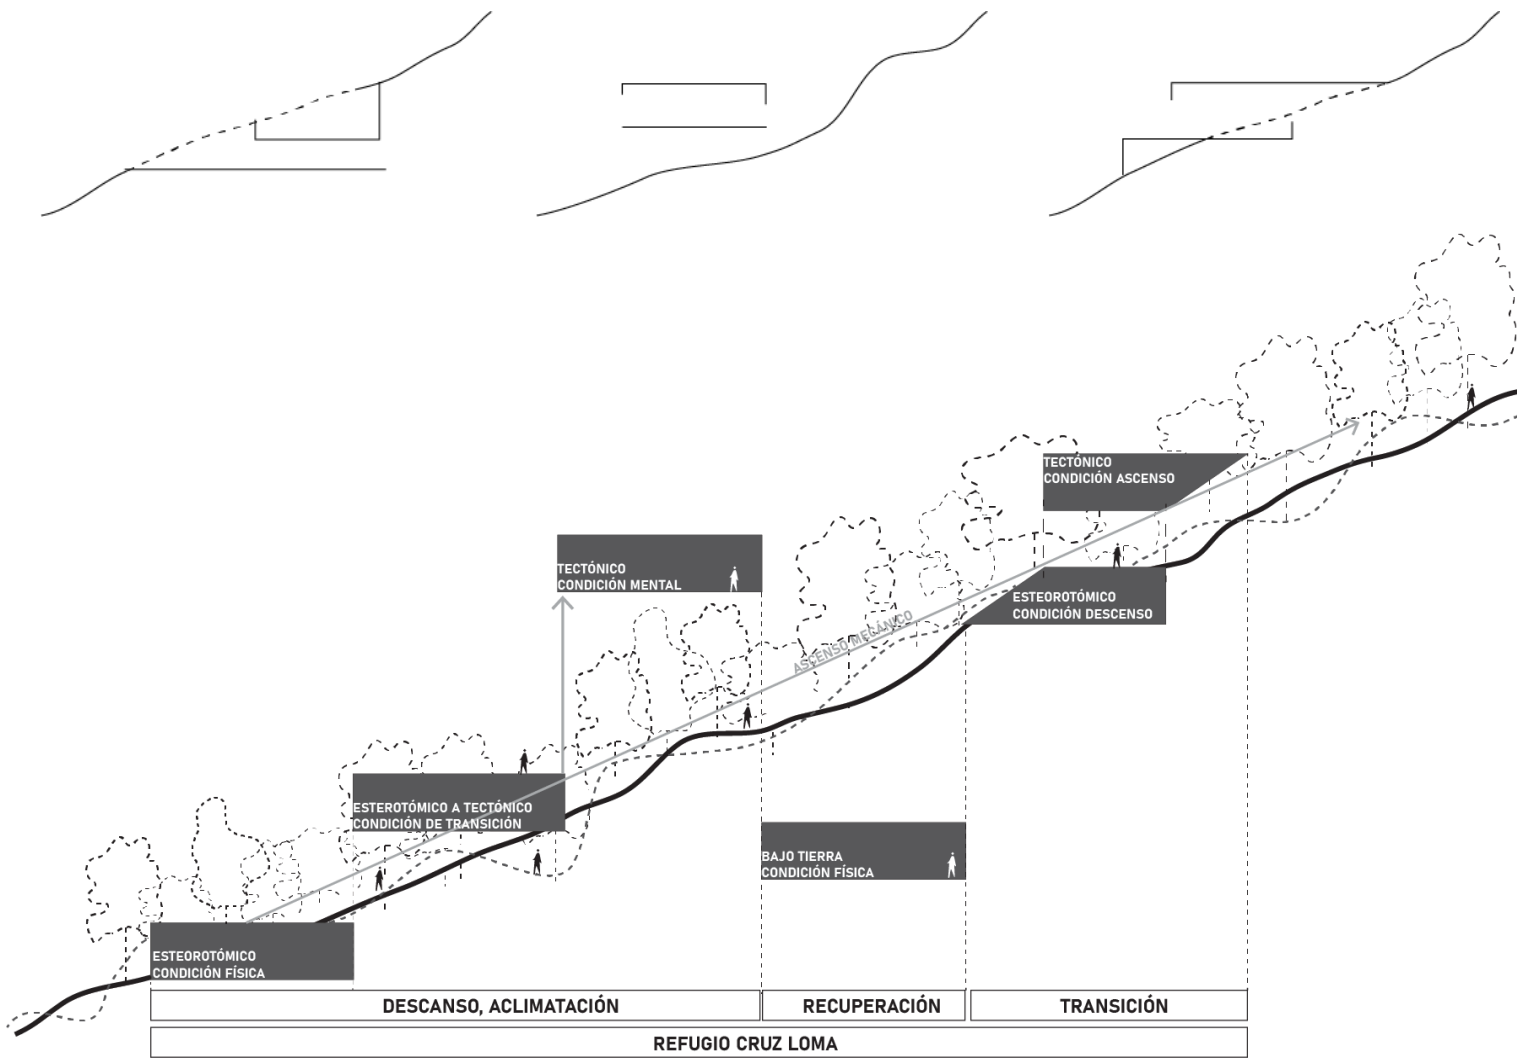 TECTÓNICO
CONDICIÓN ASCENSO
TECTÓNICO
CONDICIÓN MENTAL
ESTEOROTÓMICO
CONDICIÓN DESCENSO
ASCENSO MECÁNICO
ESTEROTÓMICO A TECTÓNICO
CONDICIÓN DE TRANSICIÓN
BAJO TIERRA
CONDICIÓN FÍSICA
ESTEOROTÓMICO
CONDICIÓN FÍSICA
DESCANSO, ACLIMATACIÓN
RECUPERACIÓN
TRANSICIÓN
REFUGIO CRUZ LOMA